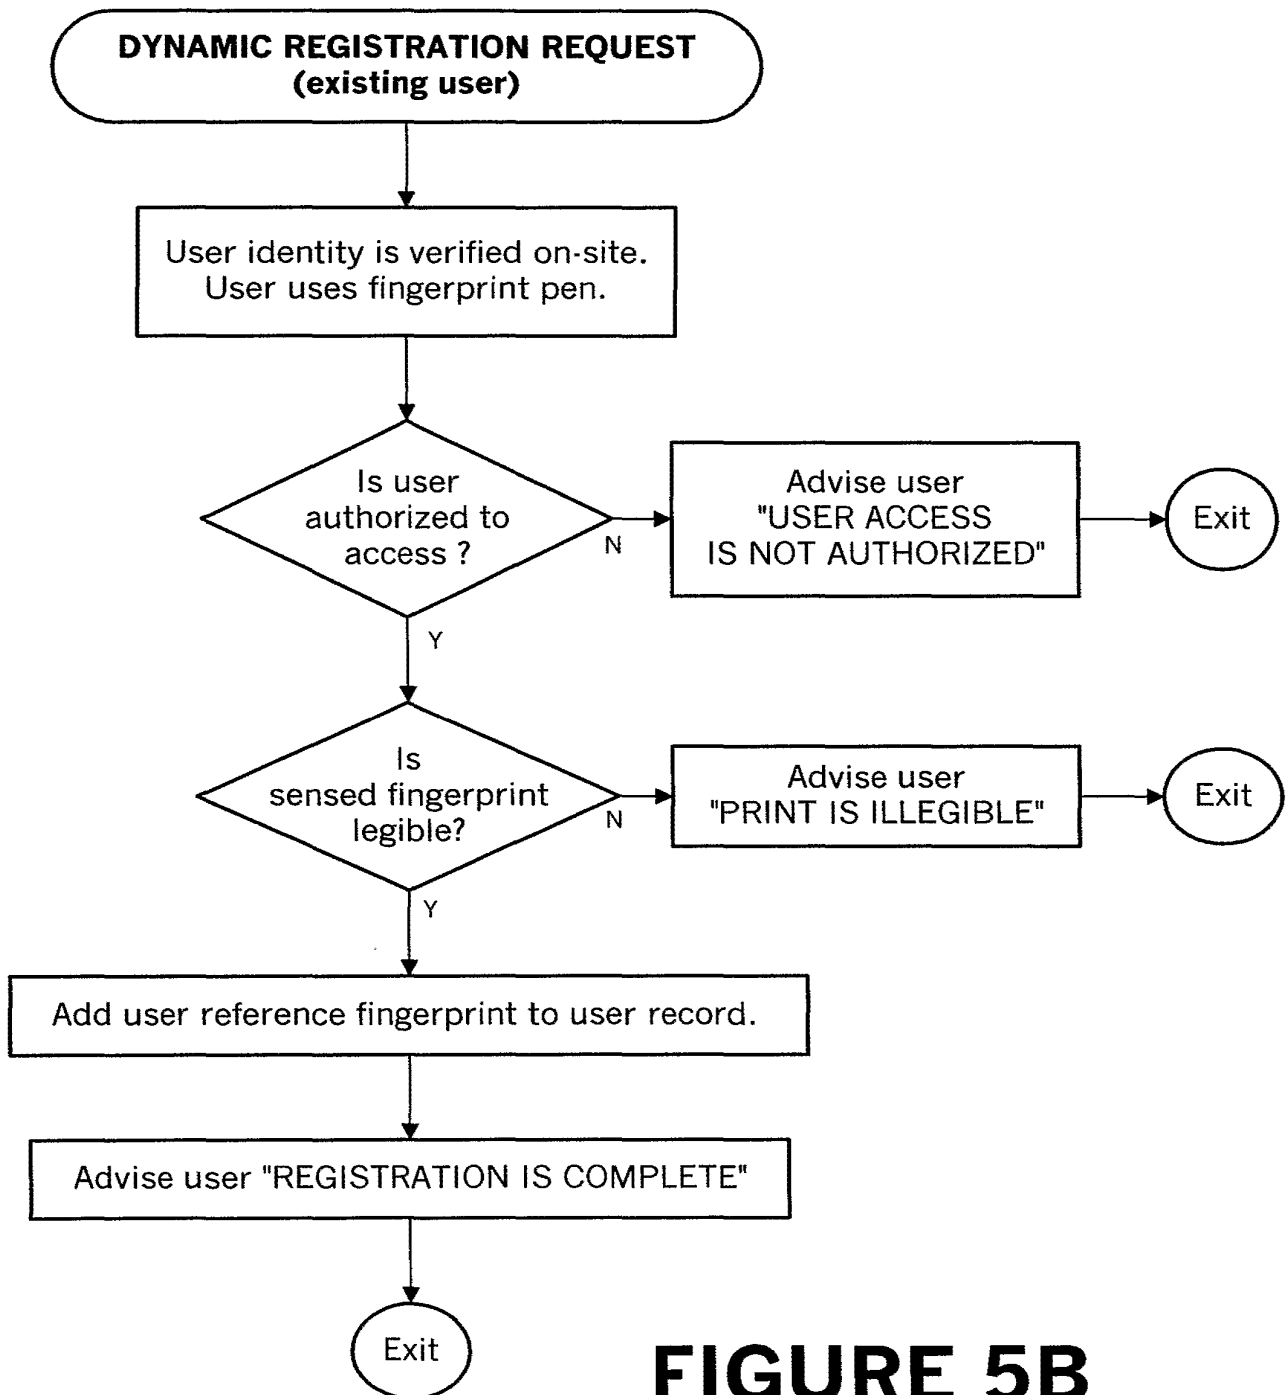 DYNAMIC REGISTRATION REQUEST
(existing user)
User identity is verified on-site.
User uses fingerprint pen.
Is user
authorized to
access ?
N
Advise user
"USER ACCESS
IS NOT AUTHORIZED"
Exit
Y
Is
sensed fingerprint
legible?
N
Advise user
"PRINT IS ILLEGIBLE"
Exit
Y
Add user reference fingerprint to user record.
Advise user "REGISTRATION IS COMPLETE"
Exit
FIGURE 5B